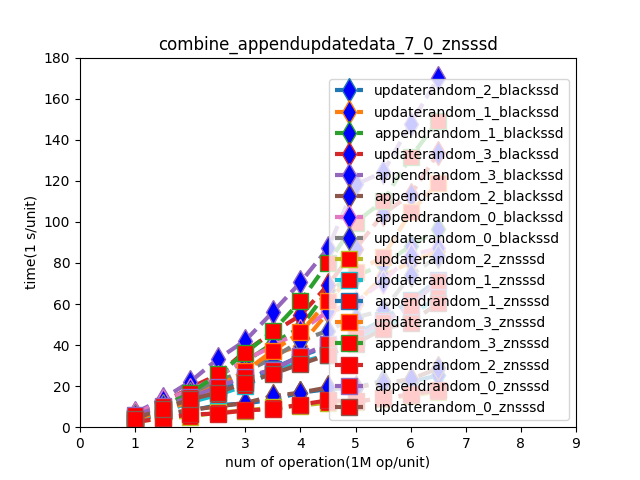 combine_appendupdatedata_7_0_znsssd
time(1 s/unit)
180
160
140
120
100
80
60
40
20
0
updaterandom_2_blackssd
updaterandom_1_blackssd
appendrandom_1_blackssd
updaterandom_3_blackssd
appendrandom_3_blackssd
appendrandom_2_blackssd
appendrandom_0_blackssd
updaterandom_0_blackssd
updaterandom_2_znsssd
updaterandom_1_znsssd
appendrandom_1_znsssd
updaterandom_3_znsssd
appendrandom_3_znsssd
appendrandom_2_znsssd
appendrandom_0_znsssd
updaterandom_0_znsssd
0 1 2 3 4 5 6 7 8 9
num of operation(1M op/unit)